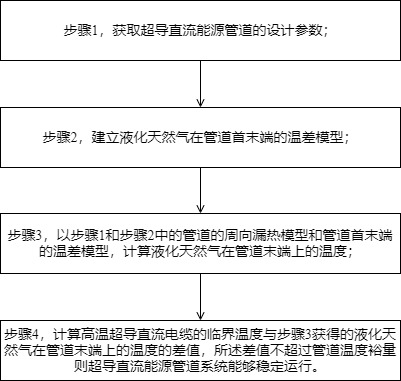 步骤1，获取超导直流能源管道的设计参数；
步骤2，建立液化天然气在管道首末端的温差模型；
步骤3，以步骤1和步骤2中的管道的周向漏热模型和管道首末端
的温差模型，计算液化天然气在管道末端上的温度；
步骤4，计算高温超导直流电缆的临界温度与步骤3获得的液化天
然气在管道末端上的温度的差值，所述差值不超过管道温度裕量
则超导直流能源管道系统能够稳定运行。